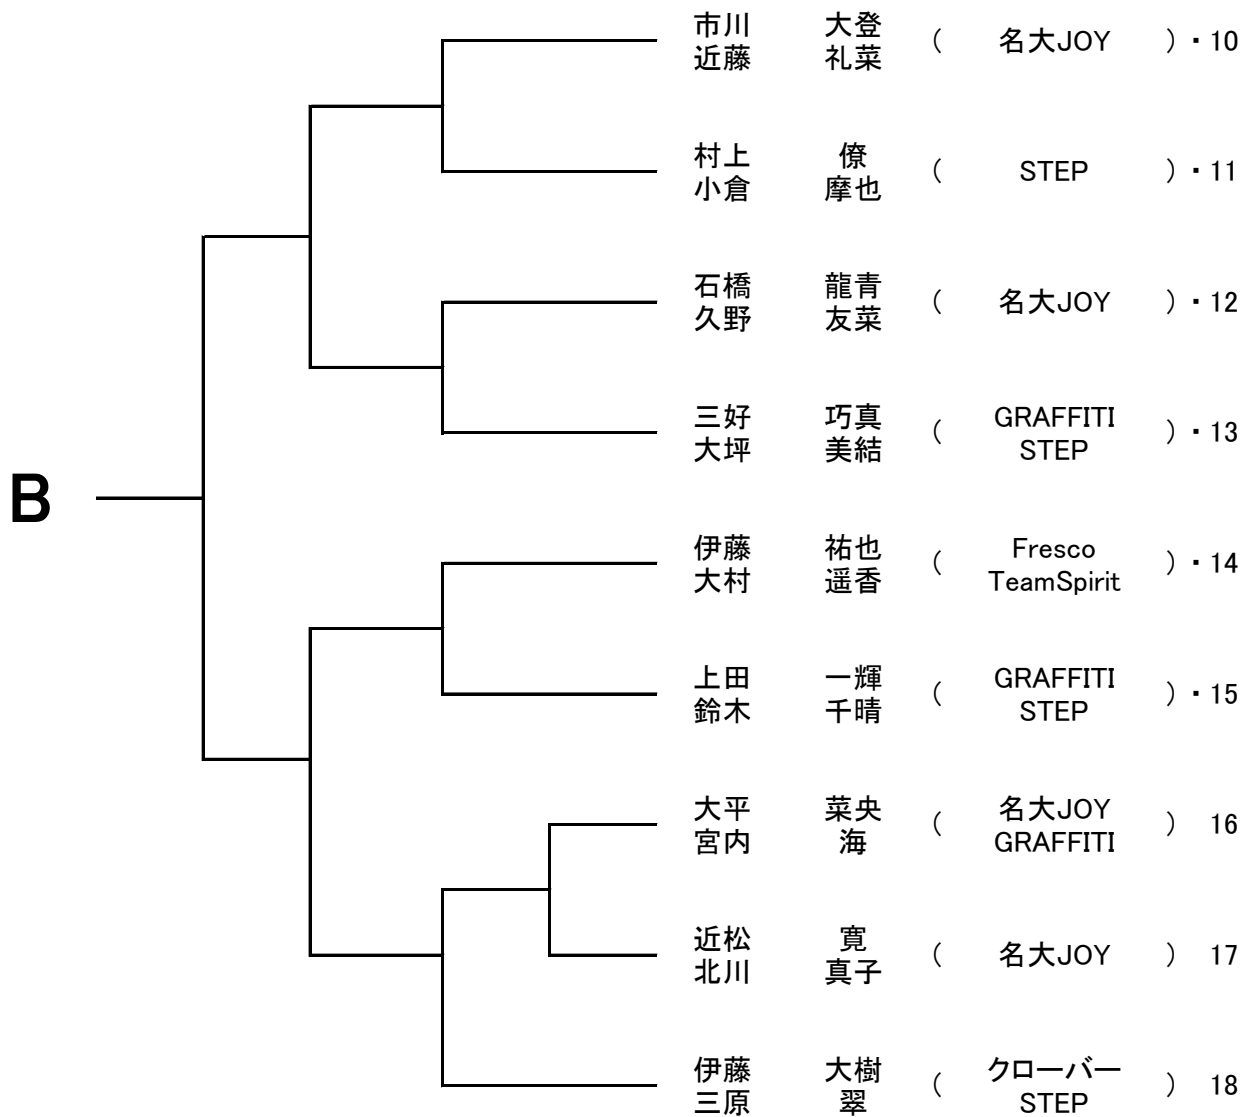 市川 大登 ( 名大JOY ) ・10
近藤 礼菜
村上 僚 ( STEP ) ・11
小倉 摩也
石橋 龍青 ( 名大JOY ) ・12
久野 友菜
三好 巧真 ( GRAFFITI ) ・13
大坪 美結 STEP
B
伊藤 祐也 ( Fresco ) ・14
大村 遥香 TeamSpirit
上田 一輝 ( GRAFFITI ) ・15
鈴木 千晴 STEP
大平 菜央 ( 名大JOY ) 16
宮内 海 GRAFFITI
近松 寛 ( 名大JOY ) 17
北川 真子
伊藤 大樹 ( クローバー ) 18
三原 翠 STEP